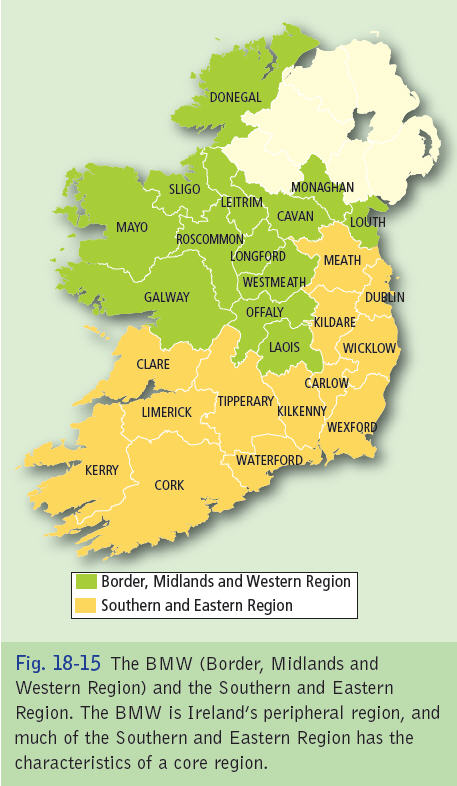 DONEGAL
SLIGO
LEITRIM
MONAGHAN
CAVAN
LOUTH
MAYO
ROSCOMMON
LONGFORD
MEATH
WESTMEATH
GALWAY
DUBLIN
OFFALY
KILDARE
LAOIS
WICKLOW
CLARE
CARLOW
TIPPERARY
LIMERICK
KILKENNY
WEXFORD
WATERFORD
KERRY
CORK
Border, Midlands and Western Region
Southern and Eastern Region
Fig. 18-15 The BMW (Border, Midlands and
Western Region) and the Southern and Eastern
Region. The BMW is Ireland's peripheral region, and
much of the Southern and Eastern Region has the
characteristics of a core region.